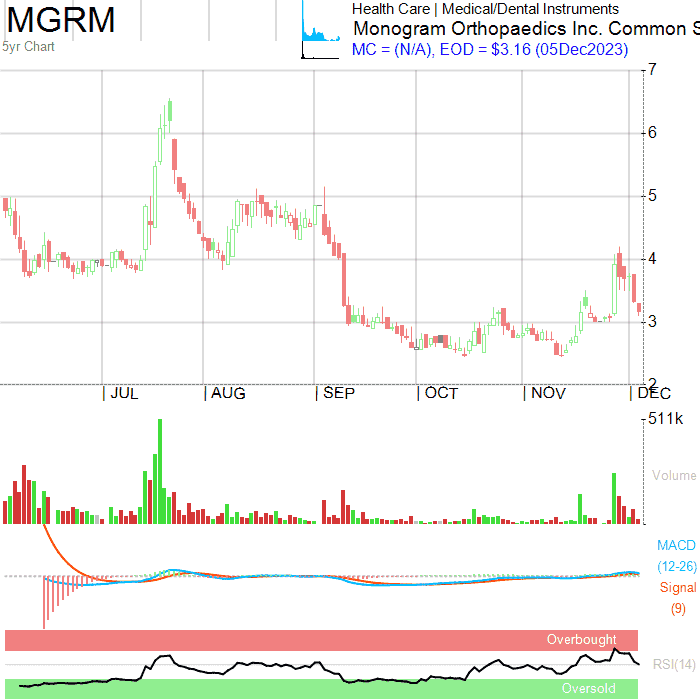 MGRM
5yr Chart
Health Care | Medical/Dental Instruments
Monogram Orthopaedics Inc. Common S
MC = (N/A), EOD = $3.16 (05Dec2023)
7
6
5
4
3
2
JUL AUG SEP OCT NOV DEC
511k
Volume
MACD
(12-26)
Signal
(9)
Overbought
RSI(14)
Oversold